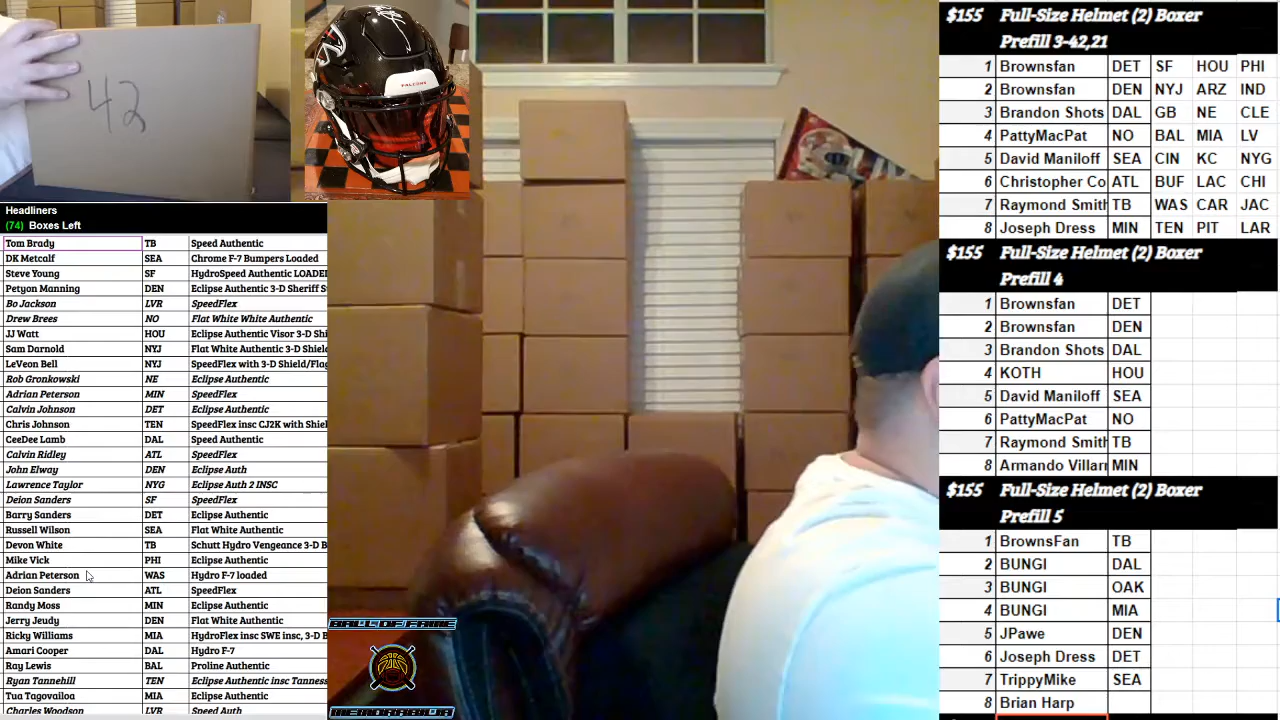 42
FALCONS
Headliners
(74) Boxes Left
Tom Brady TB Speed Authentic
DK Metcalf SEA Chrome F-7 Bumpers Loaded
Steve Young SF HydroSpeed Authentic LOADED
Petyon Manning DEN Eclipse Authentic 3-D Sheriff S
Bo Jackson LVR SpeedFlex
Drew Brees NO Flat White White Authentic
JJ Watt HOU Eclipse Authentic Visor 3-D Shi
Sam Darnold NYJ Flat White Authentic 3-D Shield
LeVeon Bell NYJ SpeedFlex with 3-D Shield/Flag
Rob Gronkowski NE Eclipse Authentic
Adrian Peterson MIN SpeedFlex
Calvin Johnson DET Eclipse Authentic
Chris Johnson TEN SpeedFlex insc CJ2K with Shiel
CeeDee Lamb DAL Speed Authentic
Calvin Ridley ATL SpeedFlex
John Elway DEN Eclipse Auth
Lawrence Taylor NYG Eclipse Auth 2 INSC
Deion Sanders SF SpeedFlex
Barry Sanders DET Eclipse Authentic
Russell Wilson SEA Flat White Authentic
Devon White TB Schutt Hydro Vengeance 3-D B
Mike Vick PHI Eclipse Authentic
Adrian Peterson WAS Hydro F-7 loaded
Deion Sanders ATL SpeedFlex
Randy Moss MIN Eclipse Authentic
Jerry Jeudy DEN Flat White Authentic
Ricky Williams MIA HydroFlex insc SWE insc, 3-D B
Amari Cooper DAL Hydro F-7
Ray Lewis BAL Proline Authentic
Ryan Tannehill TEN Eclipse Authentic insc Tanness
Tua Tagovailoa MIA Eclipse Authentic
Charles Woodson LVR Speed Auth
BALL OF FAME
MEMORABILIA
$155 Full-Size Helmet (2) Boxer
Prefill 3-42,21
1 Brownsfan DET SF HOU PHI
2 Brownsfan DEN NYJ ARZ IND
3 Brandon Shots DAL GB NE CLE
4 PattyMacPat NO BAL MIA LV
5 David Maniloff SEA CIN KC NYG
6 Christopher Co ATL BUF LAC CHI
7 Raymond Smith TB WAS CAR JAC
8 Joseph Dress MIN TEN PIT LAR
$155 Full-Size Helmet (2) Boxer
Prefill 4
1 Brownsfan DET
2 Brownsfan DEN
3 Brandon Shots DAL
4 KOTH HOU
5 David Maniloff SEA
6 PattyMacPat NO
7 Raymond Smith TB
8 Armando Villarr MIN
$155 Full-Size Helmet (2) Boxer
Prefill 5
1 BrownsFan TB
2 BUNGI DAL
3 BUNGI OAK
4 BUNGI MIA
5 JPawe DEN
6 Joseph Dress DET
7 TrippyMike SEA
8 Brian Harp